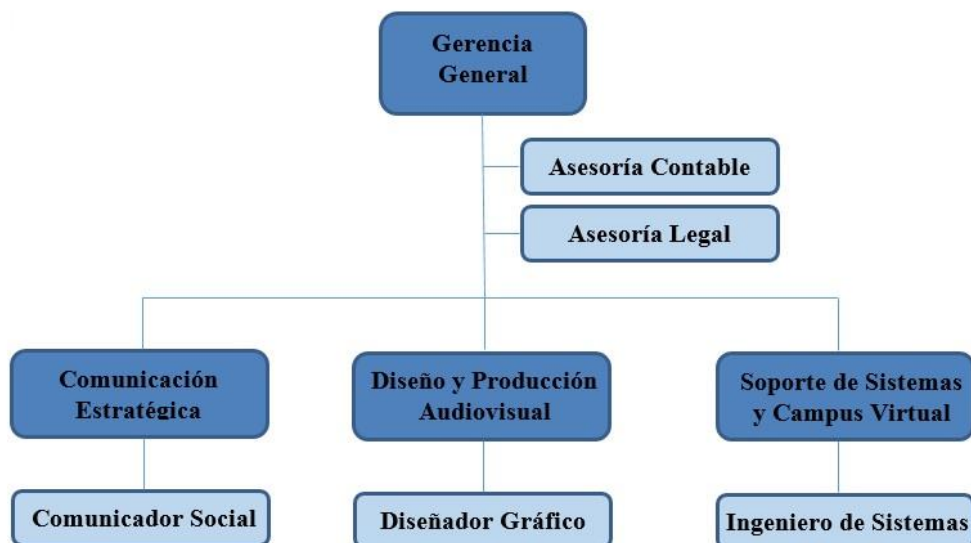 Gerencia
General
Asesoría Contable
Asesoría Legal
Comunicación
Estratégica
Diseño y Producción
Audiovisual
Soporte de Sistemas
y Campus Virtual
Comunicador Social
Diseñador Gráfico
Ingeniero de Sistemas